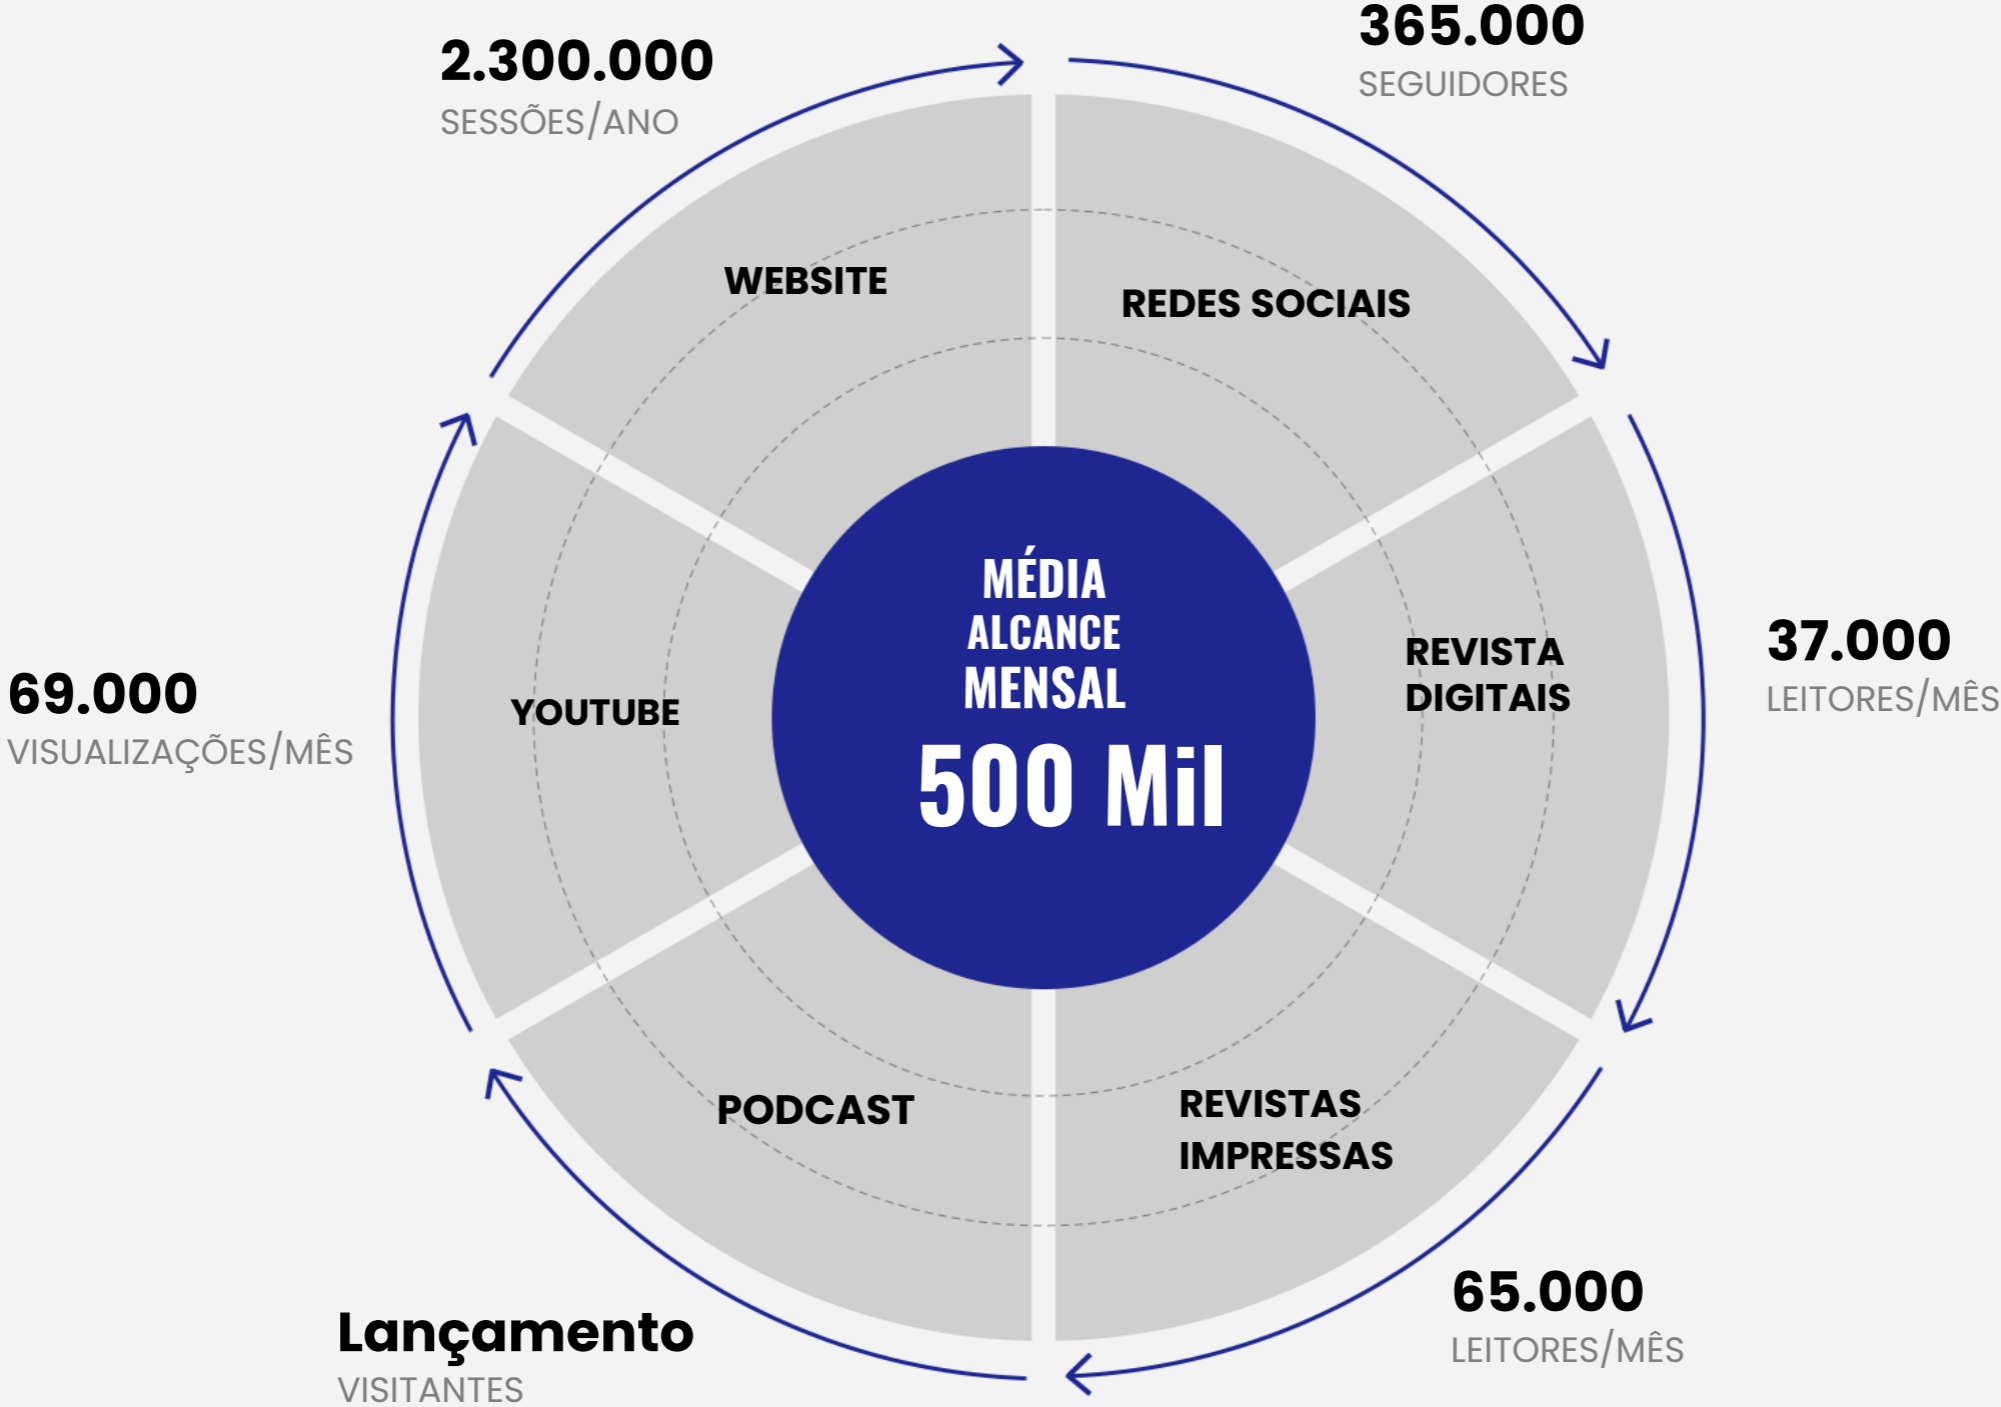 2.300.000
SESSÕES/ANO
365.000
SEGUIDORES
WEBSITE
REDES SOCIAIS
MÉDIA
ALCANCE
MENSAL
500 Mil
REVISTA
DIGITAIS
37.000
LEITORES/MÊS
69.000
VISUALIZAÇÕES/MÊS
YOUTUBE
PODCAST
REVISTAS
IMPRESSAS
65.000
LEITORES/MÊS
Lançamento
VISITANTES